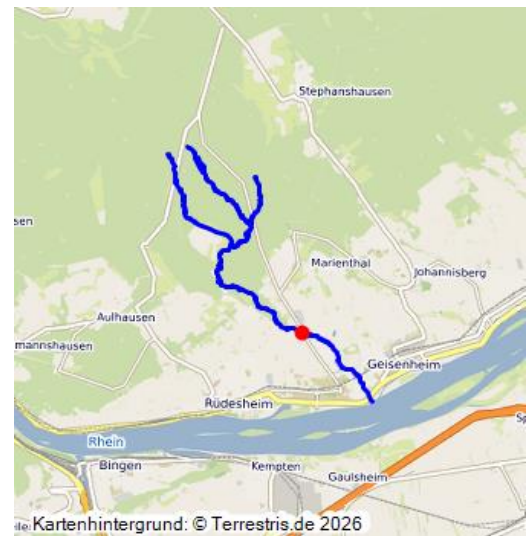 Stephanshausen
sen
Marienthal
Johannisberg
Aulhausen
mannshausen
Geisenheim
Rüdesheim
Rhein
Bingen
Kempten
Gaulsheim
Sp
Kartenhintergrund: © Terrestris.de 2026